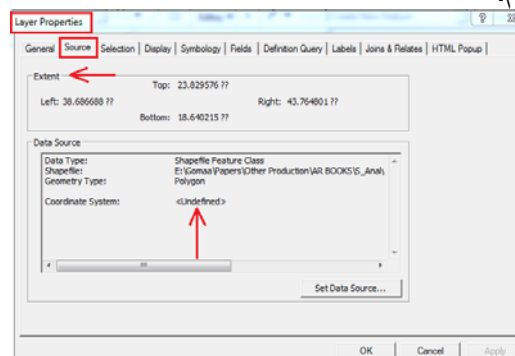 Layer Properties
General Source Selection Display Symbology Fields Definition Query Labels Joins & Relates HTML Popup
Extent
Top: 23.829576 ??
Left: 38.686688 ?? Right: 43.764801 ??
Bottom: 18.640215 ??
Data Source
Data Type: Shapefile Feature Class
Shapefile: E:\Gomaa\Papers\Other Production\AR BOOKS\S_Analy
Geometry Type: Polygon
Coordinate System: <Undefined>
Set Data Source...
OK Cancel Apply